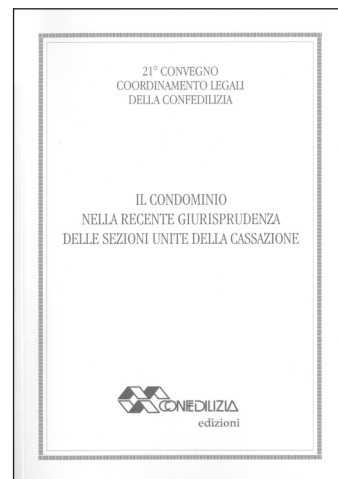 21° CONVEGNO
COORDINAMENTO LEGALI
DELLA CONFEDILIZIA
IL CONDOMINIO
NELLA RECENTE GIURISPRUDENZA
DELLE SEZIONI UNITE DELLA CASSAZIONE
CONFEDILIZIA
edizioni